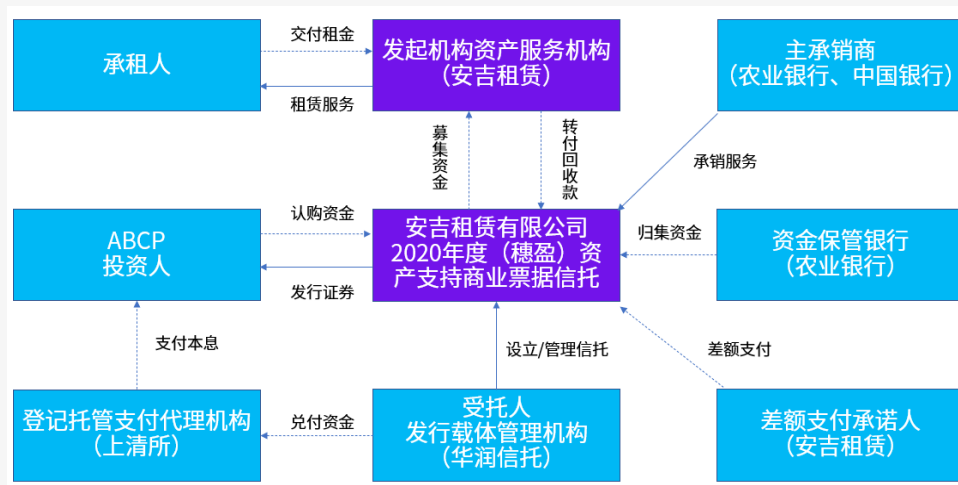 承租人
交付租金
租赁服务
发起机构资产服务机构
（安吉租赁）
主承销商
（农业银行、中国银行）
募集资金
转付回收款
承销服务
ABCP
投资人
认购资金
发行证券
安吉租赁有限公司
2020年度（穗盈）资
产支持商业票据信托
归集资金
资金保管银行
（农业银行）
支付本息
设立/管理信托
差额支付
登记托管支付代理机构
（上清所）
兑付资金
受托人
发行载体管理机构
（华润信托）
差额支付承诺人
（安吉租赁）